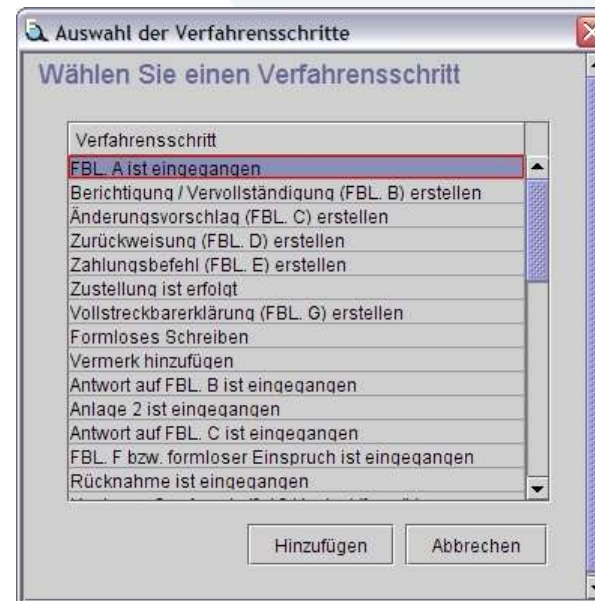 Auswahl der Verfahrensschritte
Wählen Sie einen Verfahrensschritt
Verfahrensschritt
FBL. A ist eingegangen
Berichtigung / Vervollständigung (FBL. B) erstellen
Änderungsvorschlag (FBL. C) erstellen
Zurückweisung (FBL. D) erstellen
Zahlungsbefehl (FBL. E) erstellen
Zustellung ist erfolgt
Vollstreckbarerklärung (FBL. G) erstellen
Formloses Schreiben
Vermerk hinzufügen
Antwort auf FBL. B ist eingegangen
Anlage 2 ist eingegangen
Antwort auf FBL. C ist eingegangen
FBL. F bzw. formloser Einspruch ist eingegangen
Rücknahme ist eingegangen
Hinzufügen Abbrechen